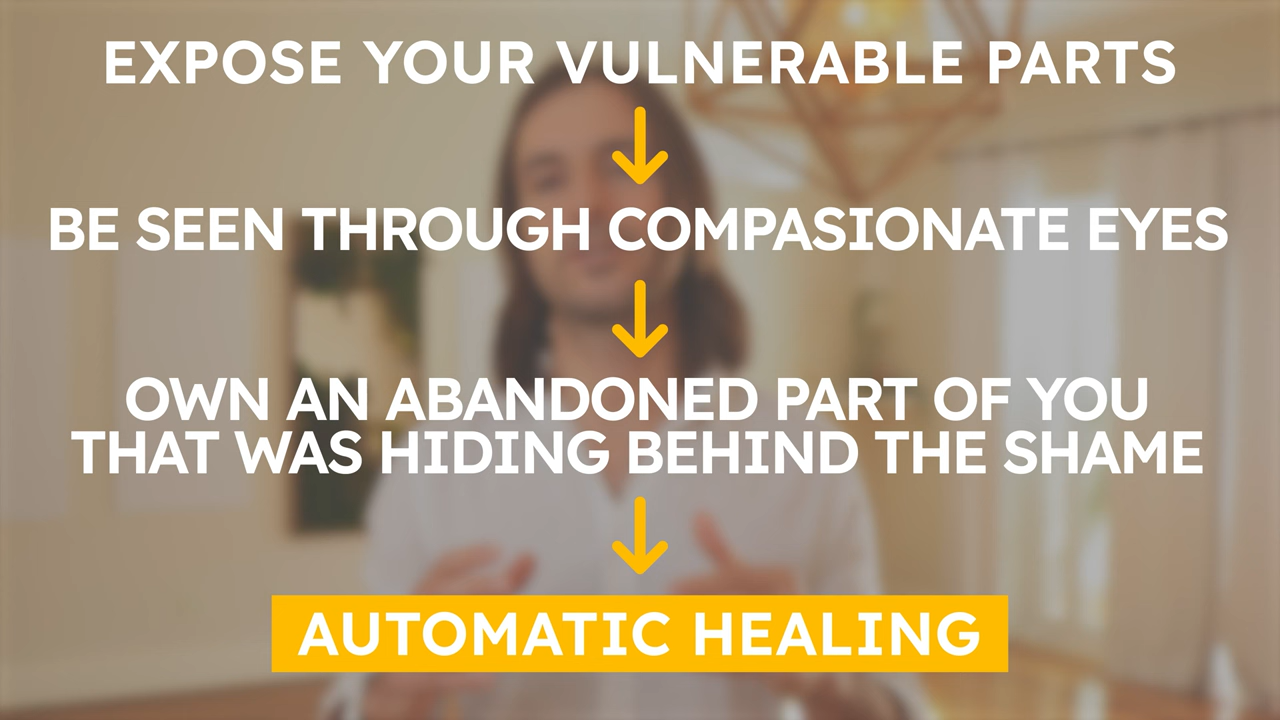 EXPOSE YOUR VULNERABLE PARTS
BE SEEN THROUGH COMPASIONATE EYES
OWN AN ABANDONED PART OF YOU
THAT WAS HIDING BEHIND THE SHAME
AUTOMATIC HEALING